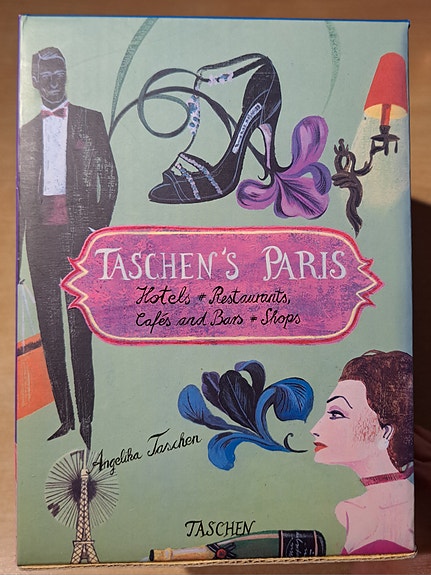 TASCHEN'S PARIS
Hotels * Restaurants,
Cafés and Bars * Shops
Angelika Taschen
TASCHEN